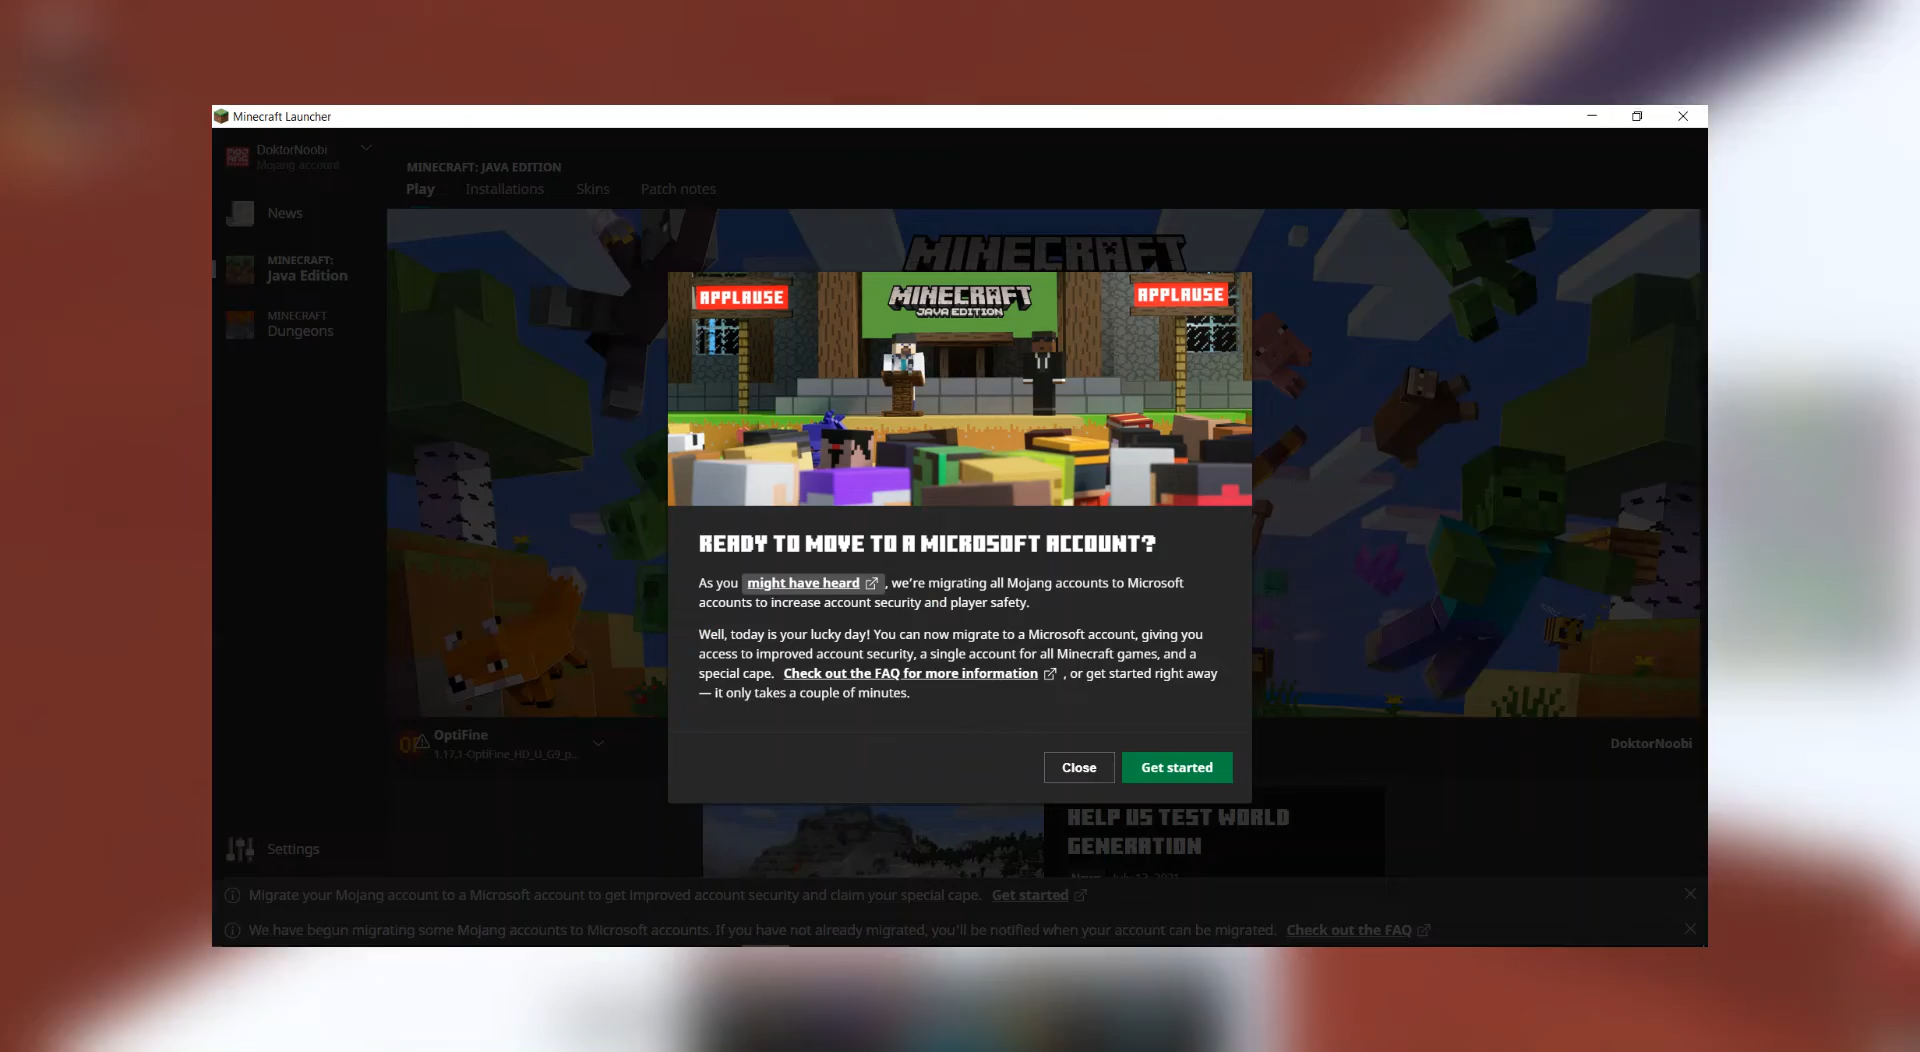 Minecraft Launcher
DoktorNoobi
Mojang account
MINECRAFT: JAVA EDITION
Play Installations Skins Patch notes
News
MINECRAFT:
Java Edition
MINECRAFT
Dungeons
MINECRAFT
APPLAUSE
MINECRAFT
JAVA EDITION
APPLAUSE
READY TO MOVE TO A MICROSOFT ACCOUNT?
As you might have heard , we're migrating all Mojang accounts to Microsoft
accounts to increase account security and player safety.
Well, today is your lucky day! You can now migrate to a Microsoft account, giving you
access to improved account security, a single account for all Minecraft games, and a
special cape. Check out the FAQ for more information , or get started right away
— it only takes a couple of minutes.
Close Get started
OptiFine
1.17.1-OptiFine_HD_U_G9_p...
DoktorNoobi
HELP US TEST WORLD
GENERATION
News July 13, 2021
Settings
Migrate your Mojang account to a Microsoft account to get improved account security and claim your special cape. Get started
We have begun migrating some Mojang accounts to Microsoft accounts. If you have not already migrated, you'll be notified when your account can be migrated. Check out the FAQ